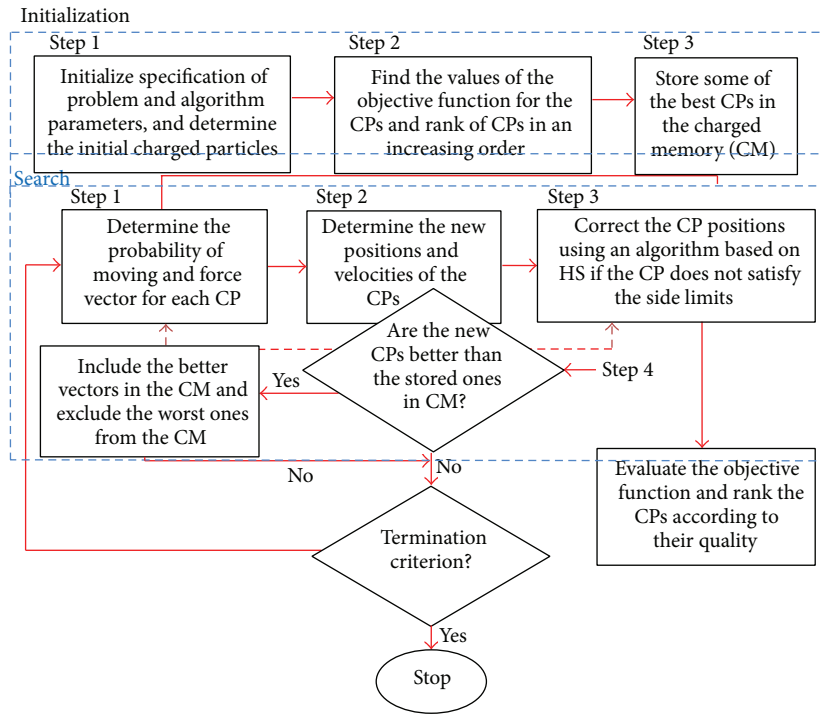 Initialization
Step 1
Initialize specification of
problem and algorithm
parameters, and determine
the initial charged particles
Step 2
Find the values of the
objective function for the
CPs and rank of CPs in an
increasing order
Step 3
Store some of
the best CPs in
the charged
memory (CM)
Search
Step 1
Determine the
probability of
moving and force
vector for each CP
Step 2
Determine the new
positions and
velocities of the
CPs
Step 3
Correct the CP positions
using an algorithm based on
HS if the CP does not satisfy
the side limits
Are the new
CPs better than
the stored ones
in CM?
Step 4
Yes
Include the better
vectors in the CM and
exclude the worst ones
from the CM
No
No
Evaluate the objective
function and rank the
CPs according to
their quality
Termination
criterion?
Yes
Stop